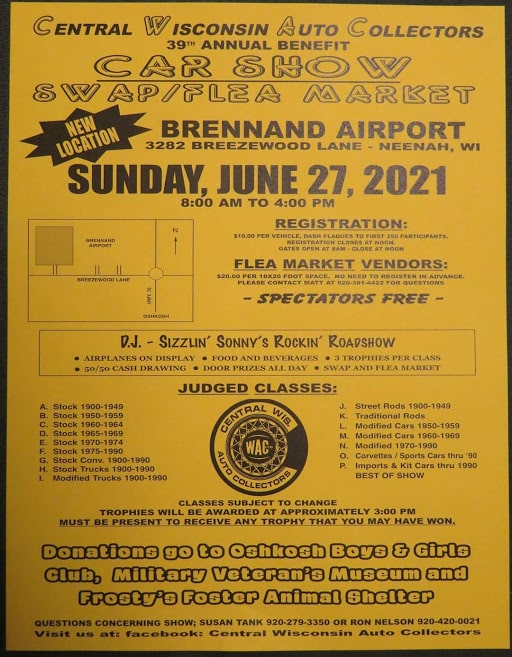 CENTRAL WISCONSIN AUTO COLLECTORS
39TH ANNUAL BENEFIT
CAR SHOW
SWAP/FLEA MARKET
NEW
LOCATION
BRENNAND AIRPORT
3282 BREEZEWOOD LANE - NEENAH, WI
SUNDAY, JUNE 27, 2021
8:00 AM TO 4:00 PM
BRENNAND
AIRPORT
N
BREEZEWOOD LANE
HWY. 76
OSHKOSH
REGISTRATION:
$10.00 PER VEHICLE, DASH PLAQUES TO FIRST 250 PARTICIPANTS.
REGISTRATION CLOSES AT NOON.
GATES OPEN AT 8AM - CLOSE AT NOON
FLEA MARKET VENDORS:
$20.00 PER 10X20 FOOT SPACE. NO NEED TO REGISTER IN ADVANCE.
PLEASE CONTACT MATT AT 920-361-4422 FOR QUESTIONS
- SPECTATORS FREE -
D.J. - SIZZLIN' SONNY'S ROCKIN' ROADSHOW
• AIRPLANES ON DISPLAY • FOOD AND BEVERAGES • 3 TROPHIES PER CLASS
• 50/50 CASH DRAWING • DOOR PRIZES ALL DAY • SWAP AND FLEA MARKET
JUDGED CLASSES:
A. Stock 1900-1949
B. Stock 1950-1959
C. Stock 1960-1964
D. Stock 1965-1969
E. Stock 1970-1974
F. Stock 1975-1990
G. Stock Conv. 1900-1990
H. Stock Trucks 1900-1990
I. Modified Trucks 1900-1990
CENTRAL WIS.
WAC
AUTO COLLECTORS
J. Street Rods 1900-1949
K. Traditional Rods
L. Modified Cars 1950-1959
M. Modified Cars 1960-1969
N. Modified 1970-1990
O. Corvettes / Sports Cars thru '90
P. Imports & Kit Cars thru 1990
BEST OF SHOW
CLASSES SUBJECT TO CHANGE
TROPHIES WILL BE AWARDED AT APPROXIMATELY 3:00 PM
MUST BE PRESENT TO RECEIVE ANY TROPHY THAT YOU MAY HAVE WON.
Donations go to Oshkosh Boys & Girls
Club, Military Veteran's Museum and
Frosty's Foster Animal Shelter
QUESTIONS CONCERNING SHOW; SUSAN TANK 920-279-3350 OR RON NELSON 920-420-0021
Visit us at: facebook: Central Wisconsin Auto Collectors